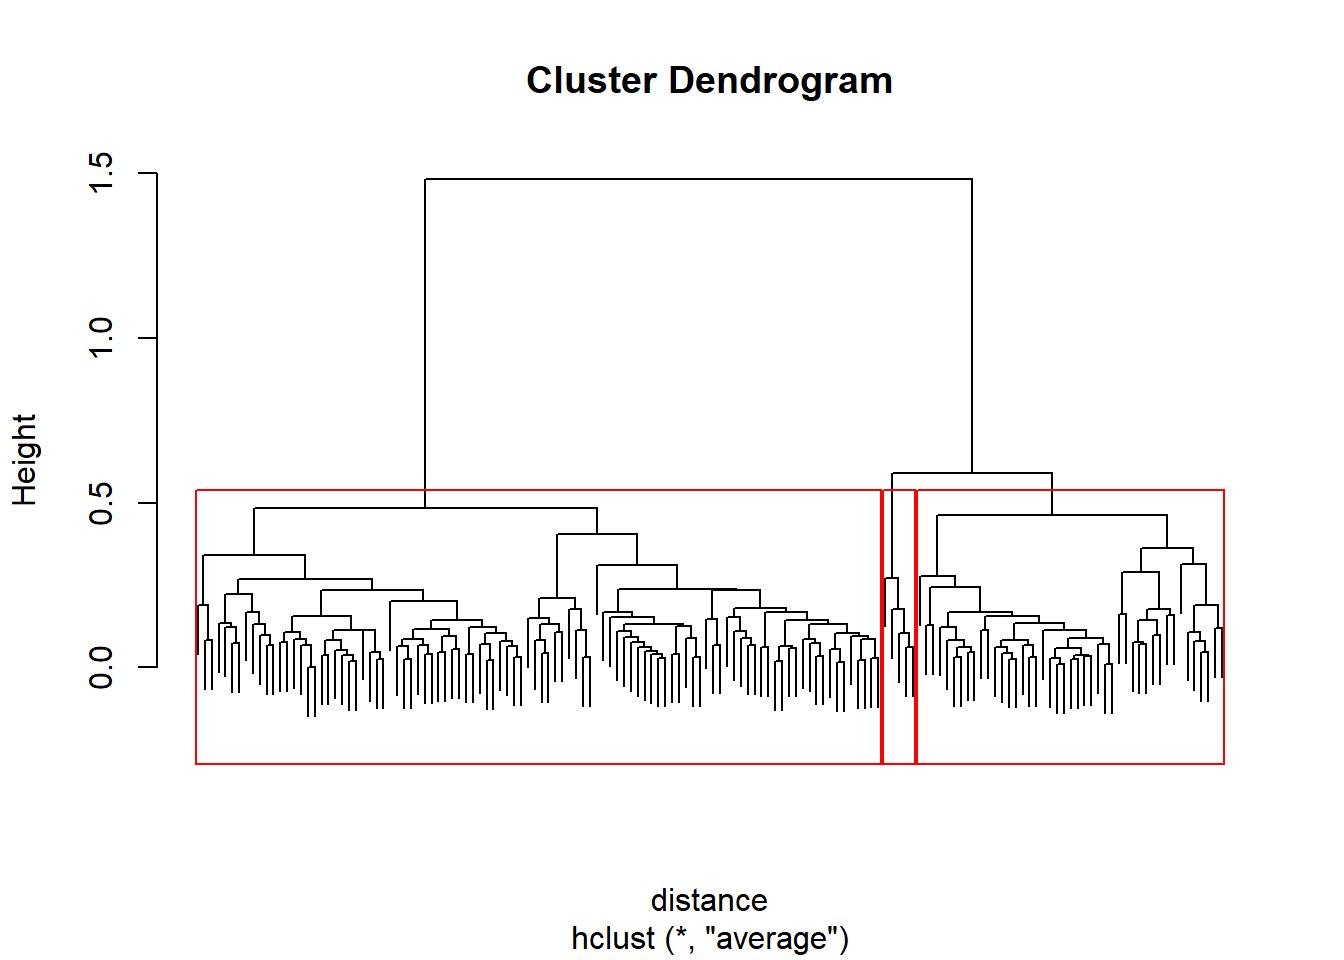 Cluster Dendrogram
Height
1.5
1.0
0.5
0.0
distance
hclust (*, "average")